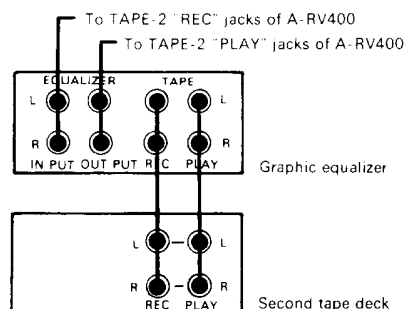 To TAPE-2 "REC" jacks of A-RV400
To TAPE-2 "PLAY" jacks of A-RV400
EQUALIZER TAPE
L L
R R
IN PUT OUT PUT REC PLAY
Graphic equalizer
L L
R R
REC PLAY
Second tape deck